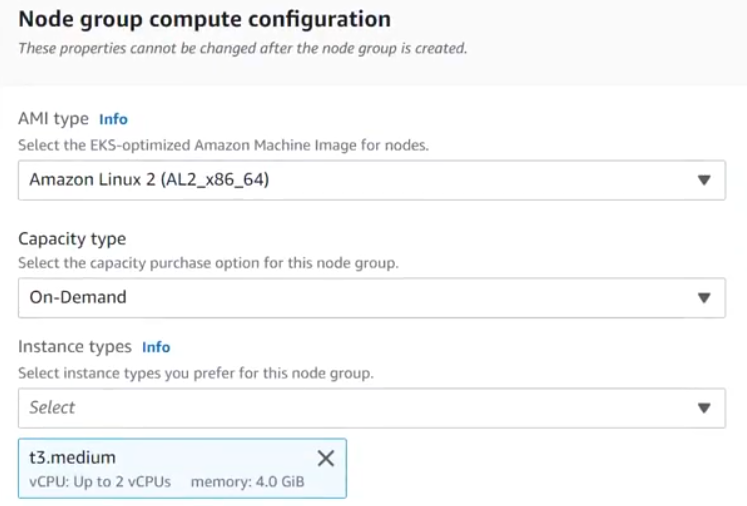 Node group compute configuration
These properties cannot be changed after the node group is created.
AMI type Info
Select the EKS-optimized Amazon Machine Image for nodes.
Amazon Linux 2 (AL2_x86_64)
Capacity type
Select the capacity purchase option for this node group.
On-Demand
Instance types Info
Select instance types you prefer for this node group.
Select
t3.medium
vCPU: Up to 2 vCPUs memory: 4.0 GiB